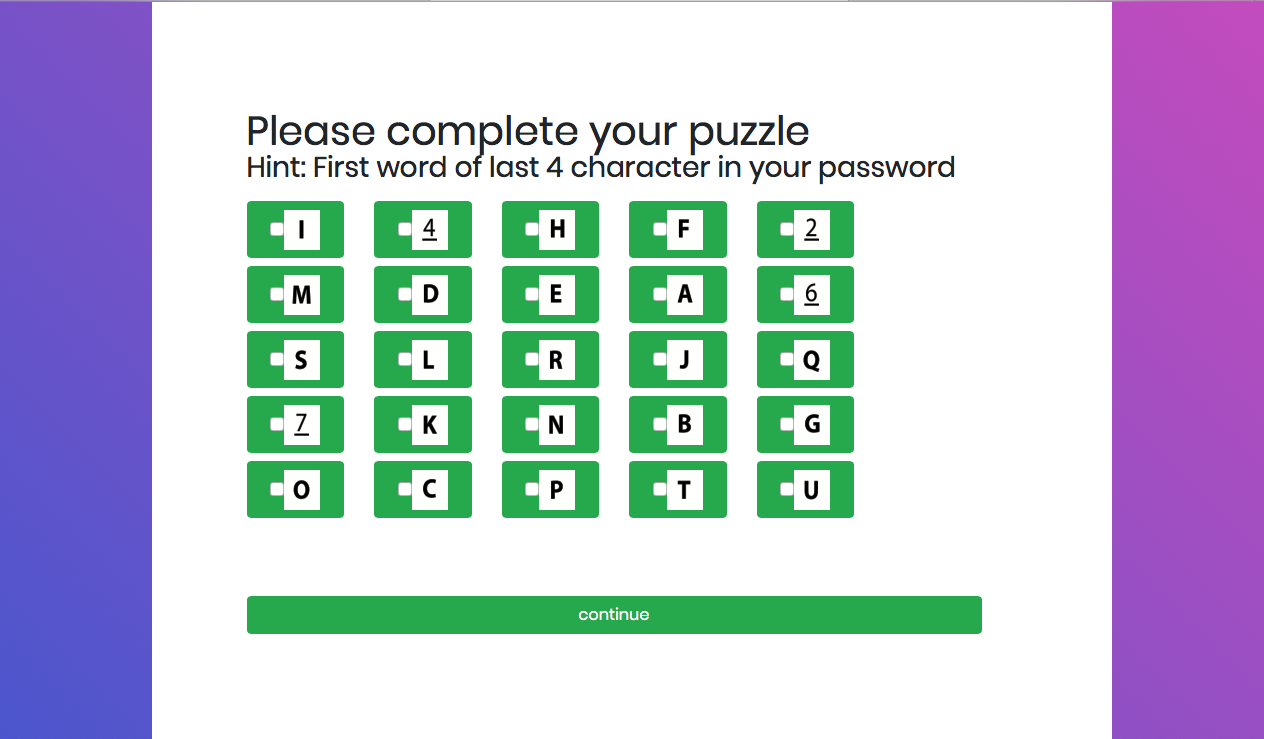 Please complete your puzzle
Hint: First word of last 4 character in your password
I 4 H F 2
M D E A 6
S L R J Q
7 K N B G
O C P T U
continue